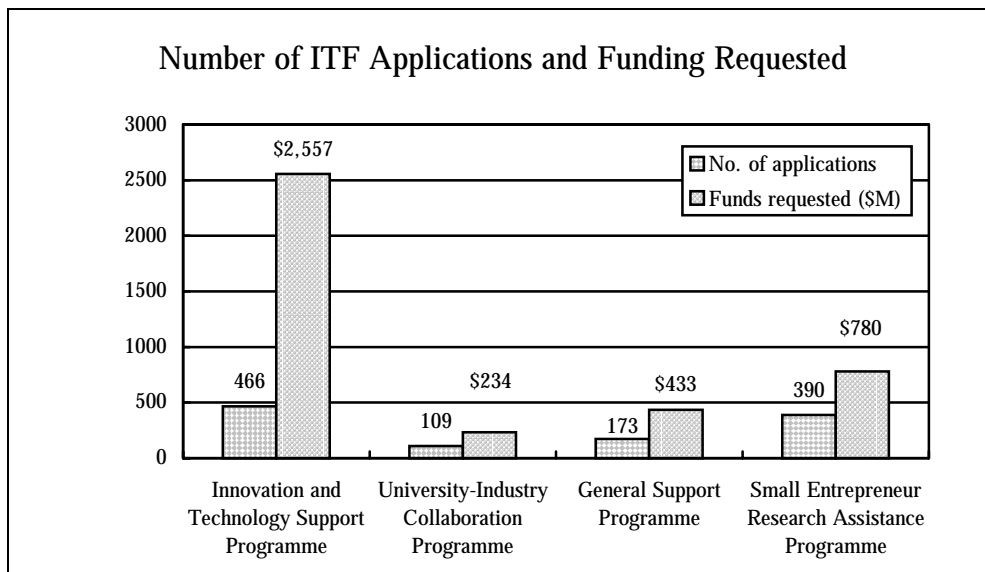 Number of ITF Applications and Funding Requested
3000
2500
2000
1500
1000
500
0
$2,557
466
109
$234
173
$433
390
$780
No. of applications
Funds requested ($M)
Innovation and
Technology Support
Programme
University-Industry
Collaboration
Programme
General Support
Programme
Small Entrepreneur
Research Assistance
Programme